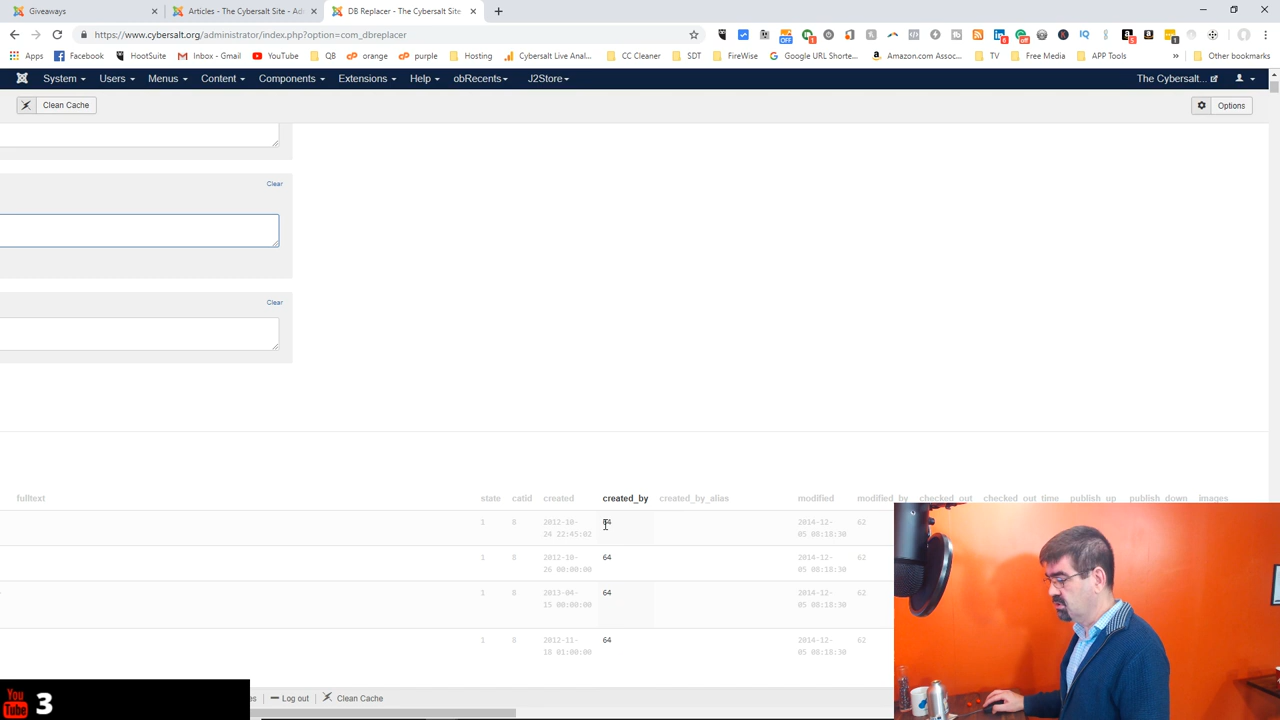 Giveaways
Articles - The Cybersalt Site - Ad
DB Replacer - The Cybersalt Site
https://www.cybersalt.org/administrator/index.php?option=com_dbreplacer
Apps Facebook HootSuite Inbox - Gmail YouTube QB orange purple Hosting Cybersalt Live Anal... CC Cleaner SDT FireWise Google URL Shorte... Amazon.com Assoc... TV Free Media APP Tools » Other bookmarks
System Users Menus Content Components Extensions Help obRecents J2Store The Cybersalt...
Clean Cache Options
Clear
Clear
fulltext state catid created created_by created_by_alias modified modified_by checked_out checked_out_time publish_up publish_down images
1 8 2012-10- 64 2014-12- 62
24 22:45:02 05 08:18:30
1 8 2012-10- 64 2014-12- 62
26 00:00:00 05 08:18:30
1 8 2013-04- 64 2014-12- 62
15 00:00:00 05 08:18:30
1 8 2012-11- 64 2014-12- 62
18 01:00:00 05 08:18:30
Log out Clean Cache
You
Tube 3